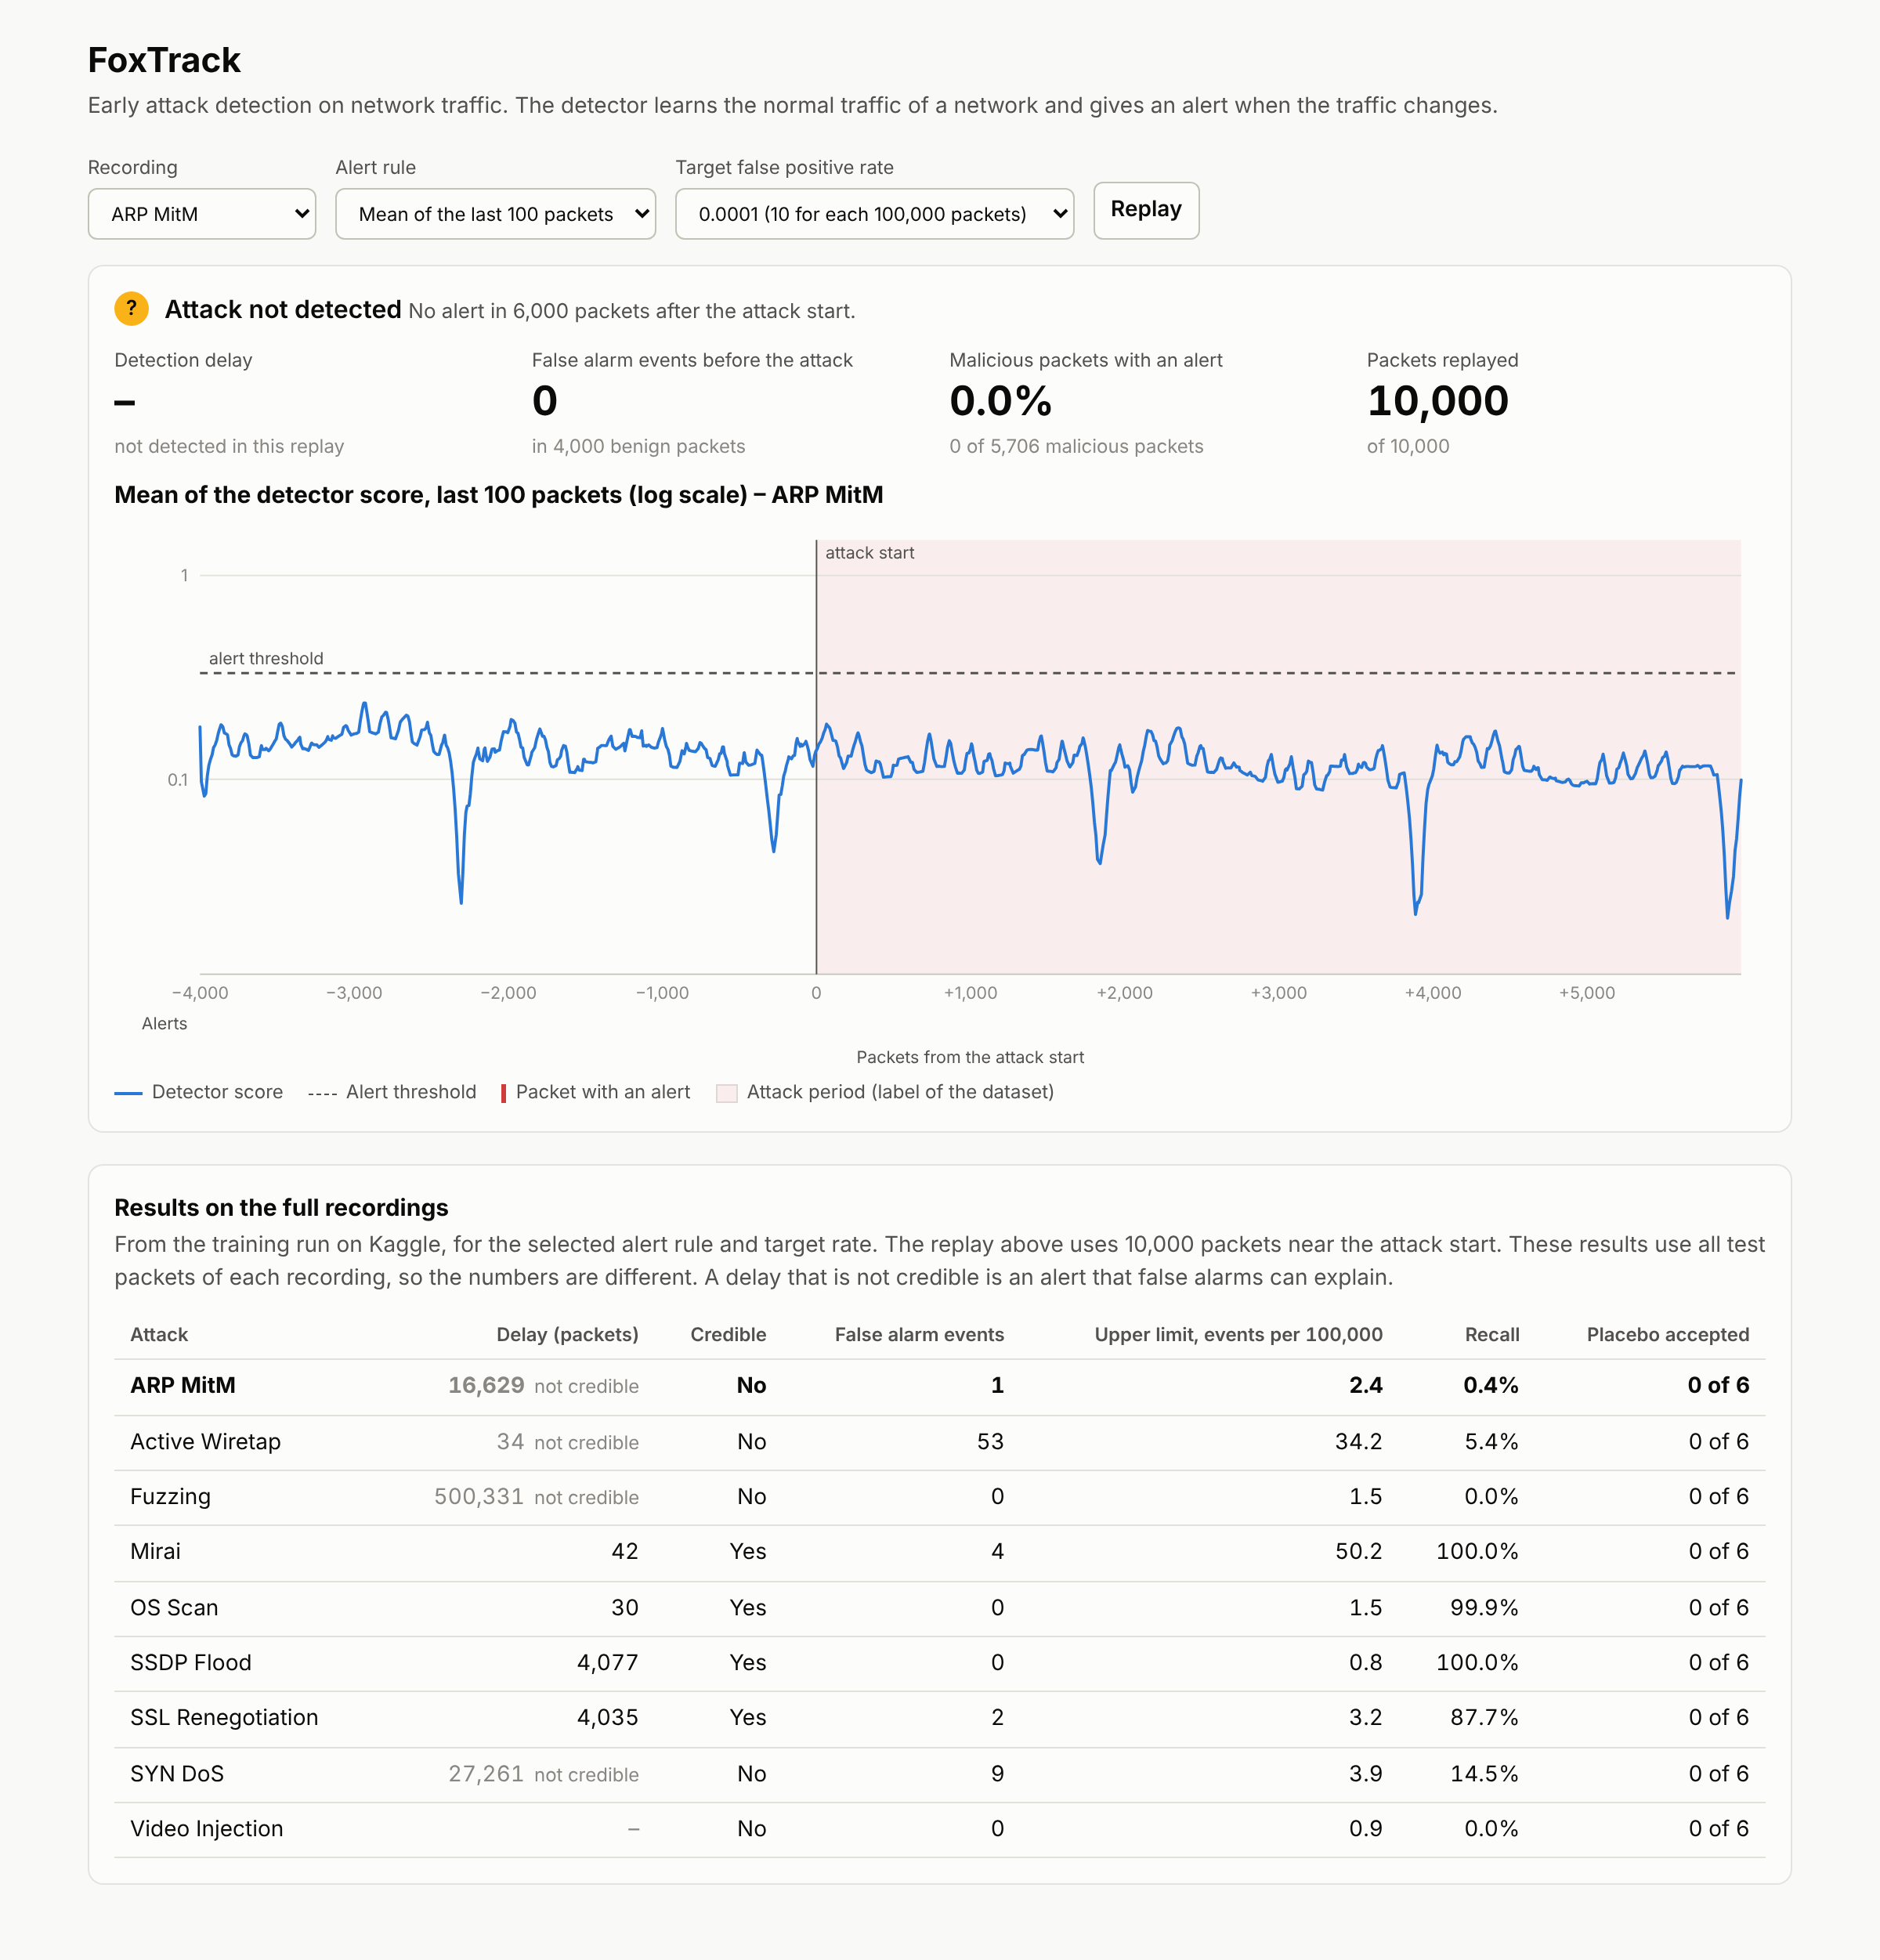 FoxTrack
Early attack detection on network traffic. The detector learns the normal traffic of a network and gives an alert when the traffic changes.
Recording Alert rule Target false positive rate
ARP MitM Mean of the last 100 packets 0.0001 (10 for each 100,000 packets) Replay
? Attack not detected No alert in 6,000 packets after the attack start.
Detection delay False alarm events before the attack Malicious packets with an alert Packets replayed
– 0 0.0% 10,000
not detected in this replay in 4,000 benign packets 0 of 5,706 malicious packets of 10,000
Mean of the detector score, last 100 packets (log scale) – ARP MitM
attack start
1
alert threshold
0.1
−4,000 −3,000 −2,000 −1,000 0 +1,000 +2,000 +3,000 +4,000 +5,000
Alerts
Packets from the attack start
Detector score Alert threshold Packet with an alert Attack period (label of the dataset)
Results on the full recordings
From the training run on Kaggle, for the selected alert rule and target rate. The replay above uses 10,000 packets near the attack start. These results use all test
packets of each recording, so the numbers are different. A delay that is not credible is an alert that false alarms can explain.
Attack Delay (packets) Credible False alarm events Upper limit, events per 100,000 Recall Placebo accepted
ARP MitM 16,629 not credible No 1 2.4 0.4% 0 of 6
Active Wiretap 34 not credible No 53 34.2 5.4% 0 of 6
Fuzzing 500,331 not credible No 0 1.5 0.0% 0 of 6
Mirai 42 Yes 4 50.2 100.0% 0 of 6
OS Scan 30 Yes 0 1.5 99.9% 0 of 6
SSDP Flood 4,077 Yes 0 0.8 100.0% 0 of 6
SSL Renegotiation 4,035 Yes 2 3.2 87.7% 0 of 6
SYN DoS 27,261 not credible No 9 3.9 14.5% 0 of 6
Video Injection – No 0 0.9 0.0% 0 of 6